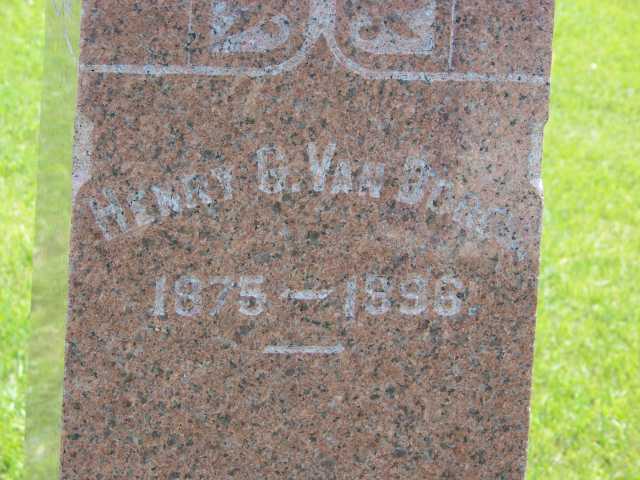 Henry G. Van
1875 — 1896.